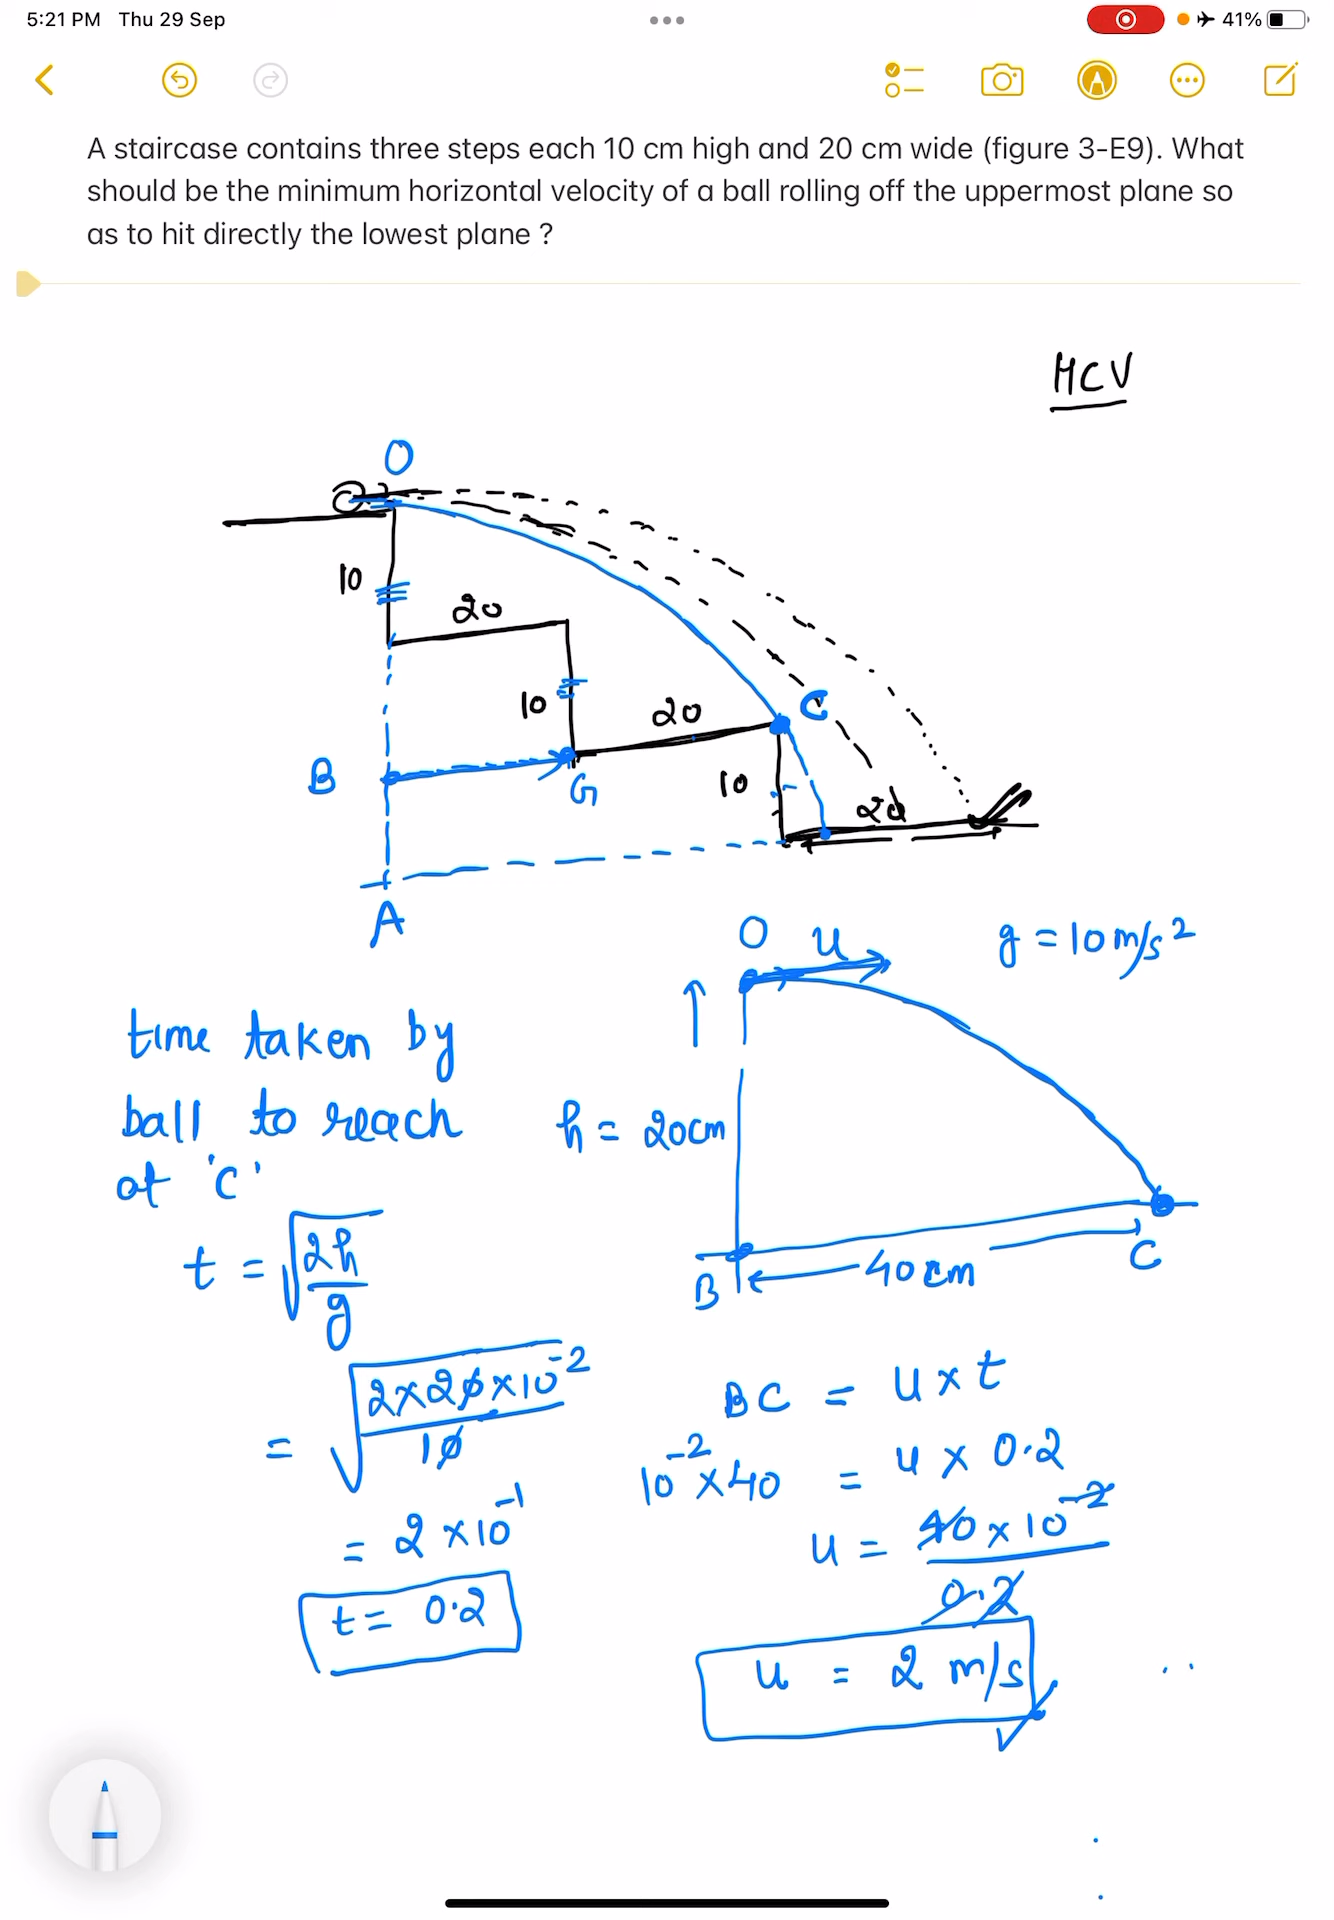 5:21 PM Thu 29 Sep
41%
A staircase contains three steps each 10 cm high and 20 cm wide (figure 3-E9). What
should be the minimum horizontal velocity of a ball rolling off the uppermost plane so
as to hit directly the lowest plane ?
HCV
O
10
20
10
20
C
B
G
10
20
A
O u
g = 10 m/s²
time taken by
ball to reach
at 'c'
h = 20cm
B
40 cm
C
t = √(2h/g)
= √(2×20×10⁻²/10)
= 2 × 10⁻¹
t = 0.2
BC = u × t
10⁻² × 40 = u × 0.2
u = 40 × 10⁻² / 0.2
u = 2 m/s